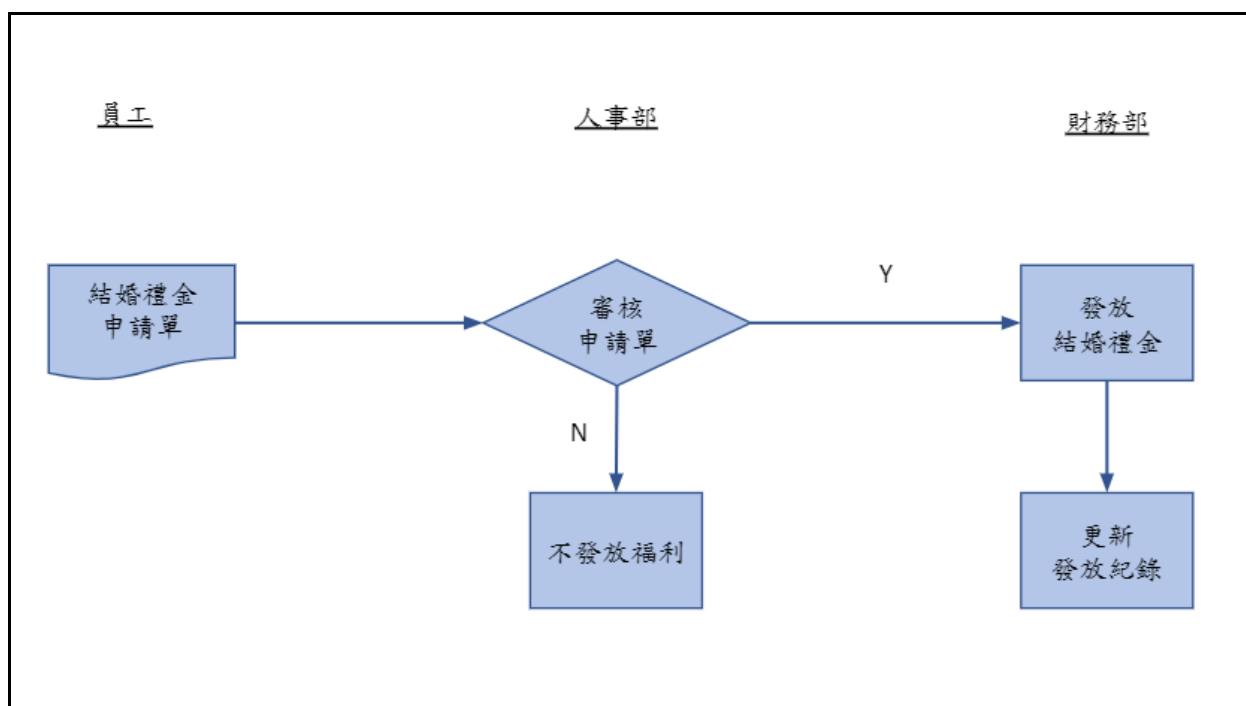 員工
人事部
財務部
結婚禮金
申請單
審核
申請單
Y
發放
結婚禮金
N
不發放福利
更新
發放紀錄